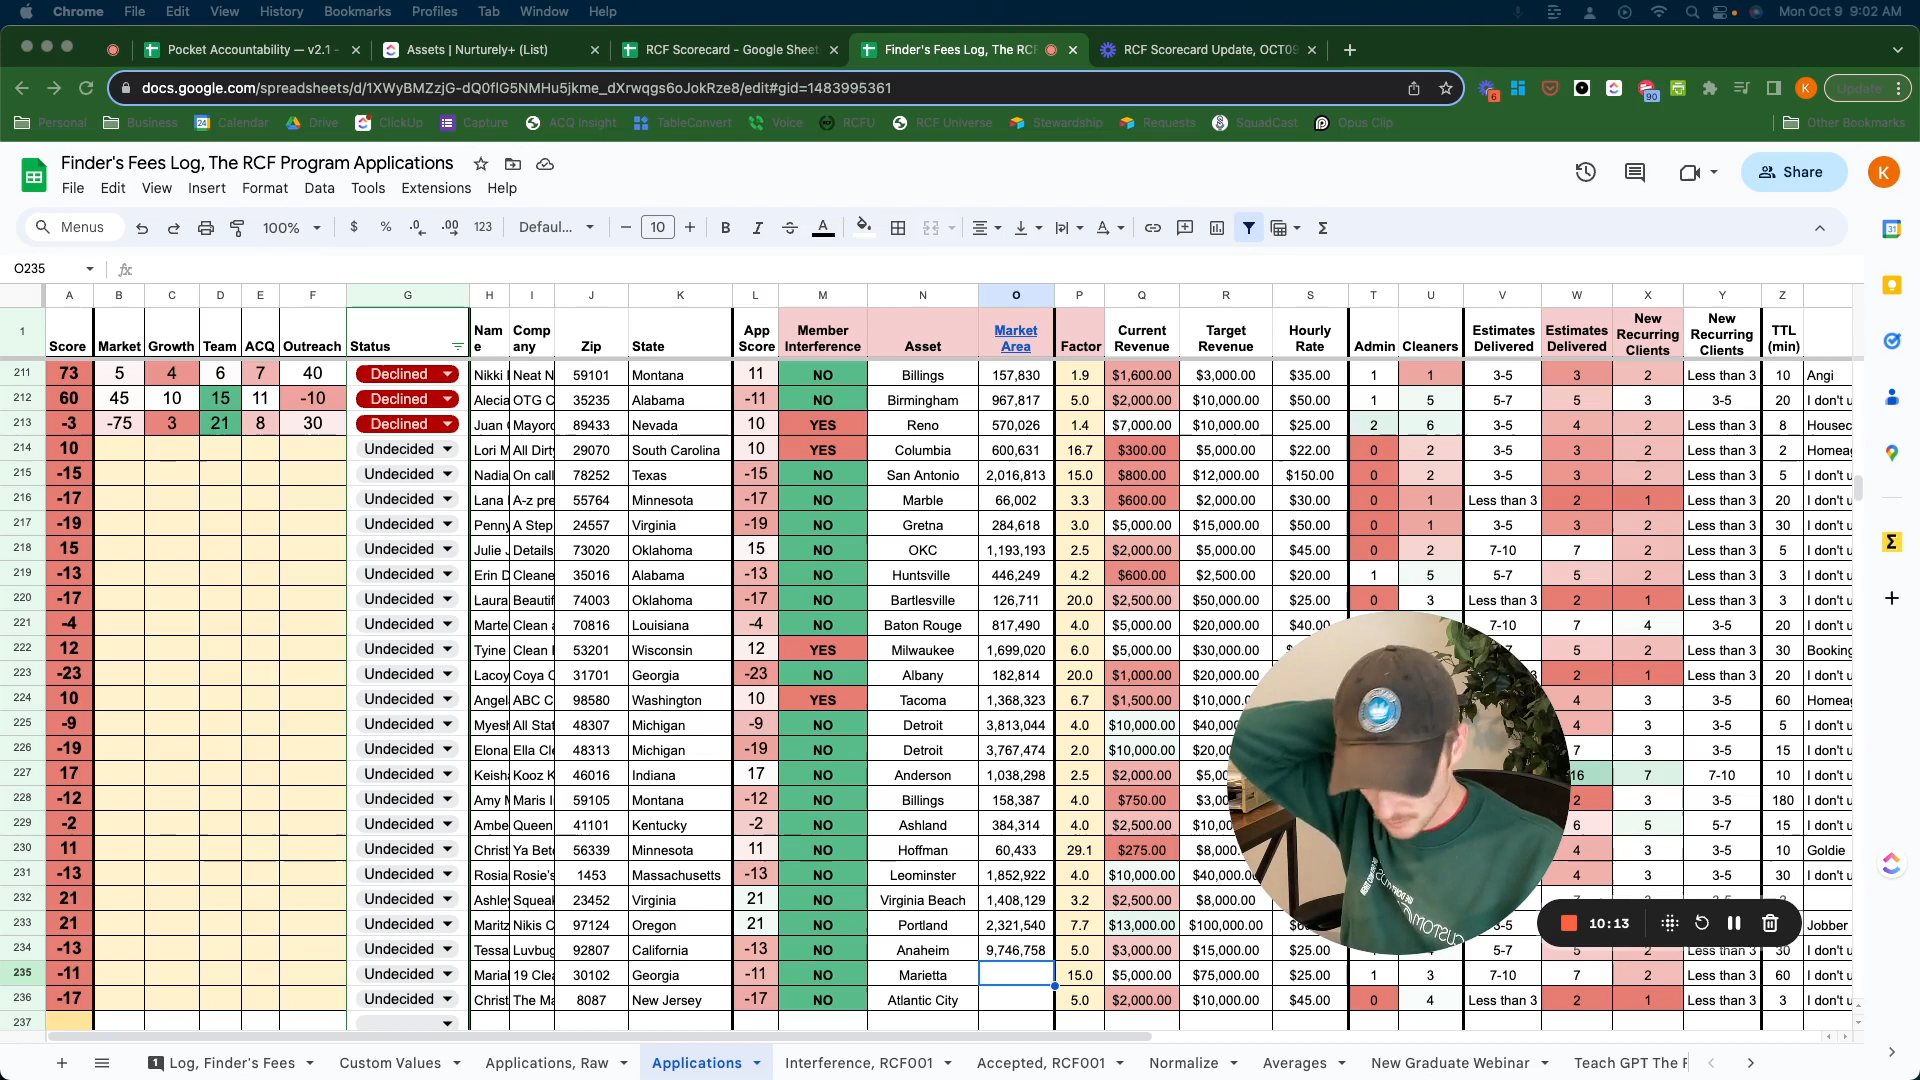 Chrome File Edit View History Bookmarks Profiles Tab Window Help Mon Oct 9 9:02 AM
Pocket Accountability — v2.1 - Assets | Nurturely+ (List) RCF Scorecard - Google Sheet Finder's Fees Log, The RCF RCF Scorecard Update, OCT09
docs.google.com/spreadsheets/d/1XWyBMZzjG-dQ0flG5NMHu5jkme_dXrwqgs6oJokRze8/edit#gid=1483995361 6 90 K Update
Personal Business Calendar Drive ClickUp Capture ACQ insight TableConvert Voice RCFU RCF Universe Stewardship Requests SquadCast Opus Clip Other Bookmarks
Finder's Fees Log, The RCF Program Applications
File Edit View Insert Format Data Tools Extensions Help Share K
Menus 100% $ % .0 .00 123 Defaul... 10 B I A Σ
O235 fx
A B C D E F G H I J K L M N O P Q R S T U V W X Y Z
1 Score Market Growth Team ACQ Outreach Status Name Company Zip State App Score Member Interference Asset Market Area Factor Current Revenue Target Revenue Hourly Rate Admin Cleaners Estimates Delivered Estimates Delivered New Recurring Clients New Recurring Clients TTL (min)
211 73 5 4 6 7 40 Declined Nikki Neat N 59101 Montana 11 NO Billings 157,830 1.9 $1,600.00 $3,000.00 $35.00 1 1 3-5 3 2 Less than 3 10 Angi
212 60 45 10 15 11 -10 Declined Alecia OTG C 35235 Alabama -11 NO Birmingham 967,817 5.0 $2,000.00 $10,000.00 $50.00 1 5 5-7 5 3 3-5 20 I don't u
213 -3 -75 3 21 8 30 Declined Juan Mayor 89433 Nevada 10 YES Reno 570,026 1.4 $7,000.00 $10,000.00 $25.00 2 6 3-5 4 2 Less than 3 8 Housec
214 10 Undecided Lori M All Dirt 29070 South Carolina 10 YES Columbia 600,631 16.7 $300.00 $5,000.00 $22.00 0 2 3-5 3 2 Less than 3 2 Homeag
215 -15 Undecided Nadia On call 78252 Texas -15 NO San Antonio 2,016,813 15.0 $800.00 $12,000.00 $150.00 0 2 3-5 3 2 Less than 3 5 I don't u
216 -17 Undecided Lana A-z pre 55764 Minnesota -17 NO Marble 66,002 3.3 $600.00 $2,000.00 $30.00 0 1 Less than 3 2 1 Less than 3 20 I don't u
217 -19 Undecided Penny A Step 24557 Virginia -19 NO Gretna 284,618 3.0 $5,000.00 $15,000.00 $50.00 0 1 3-5 3 2 Less than 3 30 I don't u
218 15 Undecided Julie Details 73020 Oklahoma 15 NO OKC 1,193,193 2.5 $2,000.00 $5,000.00 $45.00 0 2 7-10 7 2 Less than 3 5 I don't u
219 -13 Undecided Erin D Cleane 35016 Alabama -13 NO Huntsville 446,249 4.2 $600.00 $2,500.00 $20.00 1 5 5-7 5 2 Less than 3 3 I don't u
220 -17 Undecided Laura Beautif 74003 Oklahoma -17 NO Bartlesville 126,711 20.0 $2,500.00 $50,000.00 $25.00 0 3 Less than 3 2 1 Less than 3 3 I don't u
221 -4 Undecided Marte Clean a 70816 Louisiana -4 NO Baton Rouge 817,490 4.0 $5,000.00 $20,000.00 $40.00 7-10 7 4 3-5 20 I don't u
222 12 Undecided Tyine Clean 53201 Wisconsin 12 YES Milwaukee 1,699,020 6.0 $5,000.00 $30,000.00 5 2 Less than 3 30 Booking
223 -23 Undecided Lacoy Coya C 31701 Georgia -23 NO Albany 182,814 20.0 $1,000.00 $20,000.00 2 1 Less than 3 20 I don't u
224 10 Undecided Angel ABC C 98580 Washington 10 YES Tacoma 1,368,323 6.7 $1,500.00 $10,000 4 3 3-5 60 Homeag
225 -9 Undecided Myesh All Stat 48307 Michigan -9 NO Detroit 3,813,044 4.0 $10,000.00 $40,00 4 3 3-5 5 I don't u
226 -19 Undecided Elona Ella Cle 48313 Michigan -19 NO Detroit 3,767,474 2.0 $10,000.00 $20,00 7 3 3-5 15 I don't u
227 17 Undecided Keisha Kooz K 46016 Indiana 17 NO Anderson 1,038,298 2.5 $2,000.00 $5,00 16 7 7-10 10 I don't u
228 -12 Undecided Amy M Maris 59105 Montana -12 NO Billings 158,387 4.0 $750.00 $3,00 2 3 3-5 180 I don't u
229 -2 Undecided Ambe Queen 41101 Kentucky -2 NO Ashland 384,314 4.0 $2,500.00 $10,00 6 5 5-7 15 I don't u
230 11 Undecided Christ Ya Bet 56339 Minnesota 11 NO Hoffman 60,433 29.1 $275.00 $8,000 4 3 3-5 10 Goldie
231 -13 Undecided Rosia Rosie's 1453 Massachusetts -13 NO Leominster 1,852,922 4.0 $10,000.00 $40,000 4 3 3-5 30 I don't u
232 21 Undecided Ashley Squeak 23452 Virginia 21 NO Virginia Beach 1,408,129 3.2 $2,500.00 $8,000.00
233 21 Undecided Maritz Nikis C 97124 Oregon 21 NO Portland 2,321,540 7.7 $13,000.00 $100,000.00 Jobber
234 -13 Undecided Tessa Luvbug 92807 California -13 NO Anaheim 9,746,758 5.0 $3,000.00 $15,000.00 $25.00 5 2 Less than 3 30 I don't u
235 -11 Undecided Marial 19 Clea 30102 Georgia -11 NO Marietta 15.0 $5,000.00 $75,000.00 $25.00 1 3 7-10 7 2 Less than 3 60 I don't u
236 -17 Undecided Christ The Ma 8087 New Jersey -17 NO Atlantic City 5.0 $2,000.00 $10,000.00 $45.00 0 4 Less than 3 2 1 Less than 3 3 I don't u
237
10:13
1 Log, Finder's Fees Custom Values Applications, Raw Applications Interference, RCF001 Accepted, RCF001 Normalize Averages New Graduate Webinar Teach GPT The F